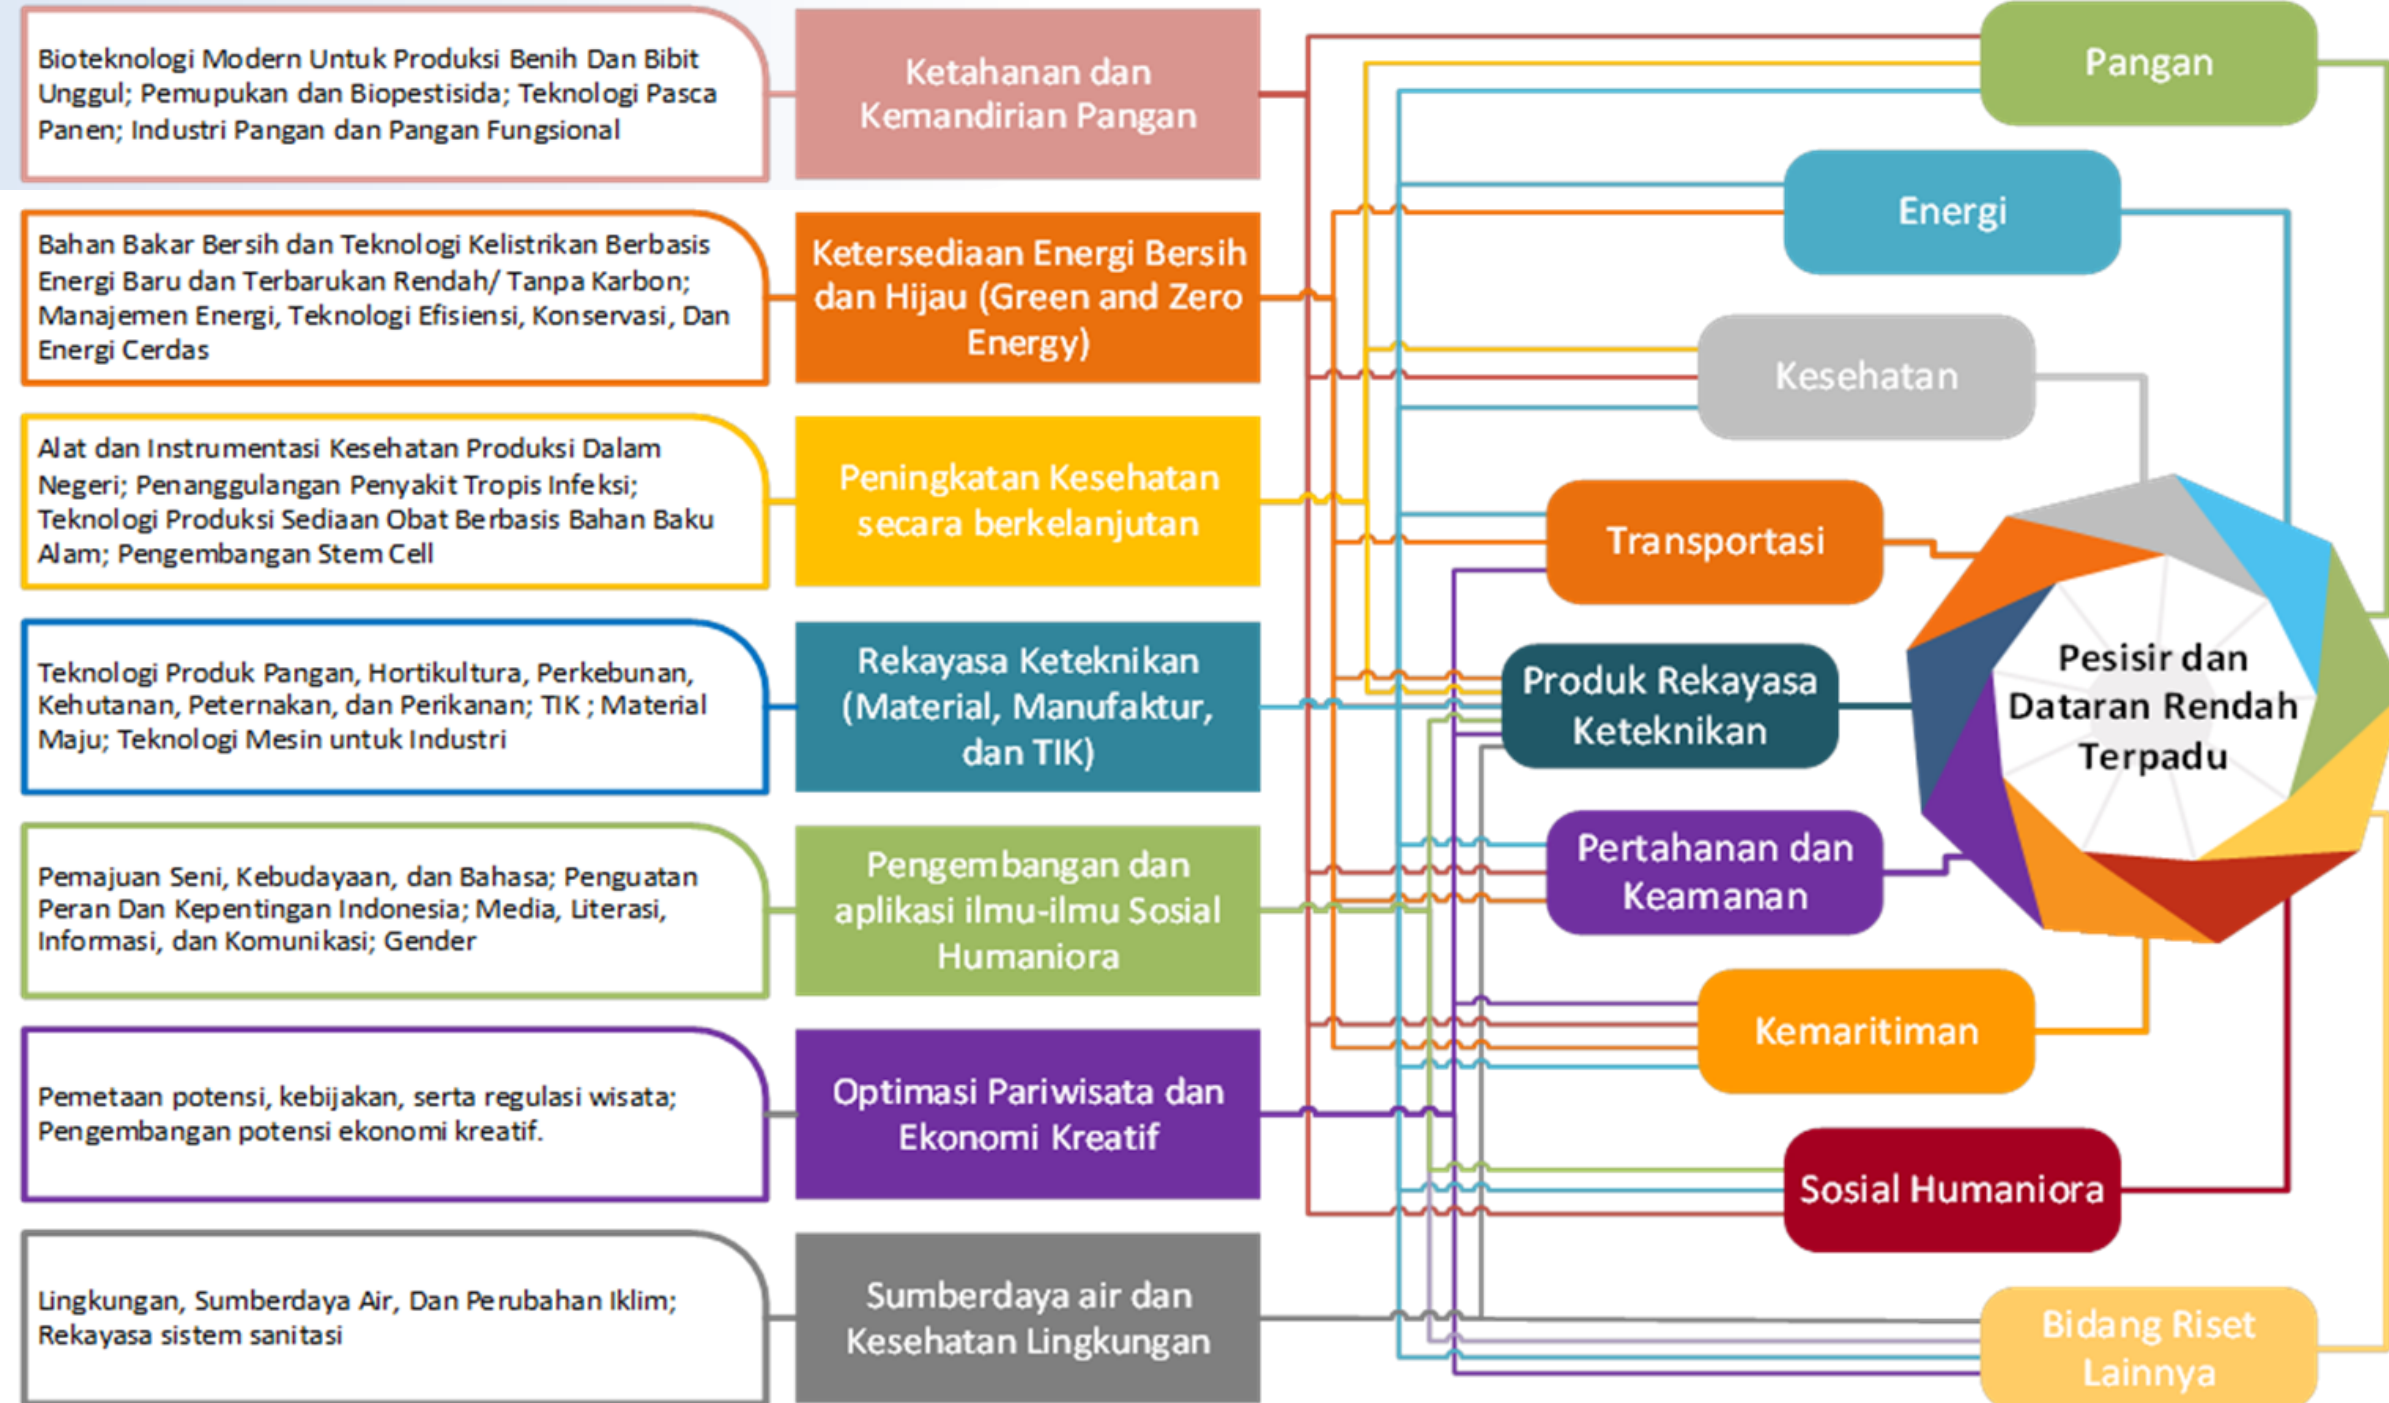 Bioteknologi Modern Untuk Produksi Benih Dan Bibit
Unggul; Pemupukan dan Biopestisida; Teknologi Pasca
Panen; Industri Pangan dan Pangan Fungsional
Ketahanan dan
Kemandirian Pangan
Bahan Bakar Bersih dan Teknologi Kelistrikan Berbasis
Energi Baru dan Terbarukan Rendah/ Tanpa Karbon;
Manajemen Energi, Teknologi Efisiensi, Konservasi, Dan
Energi Cerdas
Ketersediaan Energi Bersih
dan Hijau (Green and Zero
Energy)
Alat dan Instrumentasi Kesehatan Produksi Dalam
Negeri; Penanggulangan Penyakit Tropis Infeksi;
Teknologi Produksi Sediaan Obat Berbasis Bahan Baku
Alam; Pengembangan Stem Cell
Peningkatan Kesehatan
secara berkelanjutan
Teknologi Produk Pangan, Hortikultura, Perkebunan,
Kehutanan, Peternakan, dan Perikanan; TIK ; Material
Maju; Teknologi Mesin untuk Industri
Rekayasa Keteknikan
(Material, Manufaktur,
dan TIK)
Pemajuan Seni, Kebudayaan, dan Bahasa; Penguatan
Peran Dan Kepentingan Indonesia; Media, Literasi,
Informasi, dan Komunikasi; Gender
Pengembangan dan
aplikasi ilmu-ilmu Sosial
Humaniora
Pemetaan potensi, kebijakan, serta regulasi wisata;
Pengembangan potensi ekonomi kreatif.
Optimasi Pariwisata dan
Ekonomi Kreatif
Lingkungan, Sumberdaya Air, Dan Perubahan Iklim;
Rekayasa sistem sanitasi
Sumberdaya air dan
Kesehatan Lingkungan
Pangan
Energi
Kesehatan
Transportasi
Produk Rekayasa
Keteknikan
Pertahanan dan
Keamanan
Kemaritiman
Sosial Humaniora
Bidang Riset
Lainnya
Pesisir dan
Dataran Rendah
Terpadu